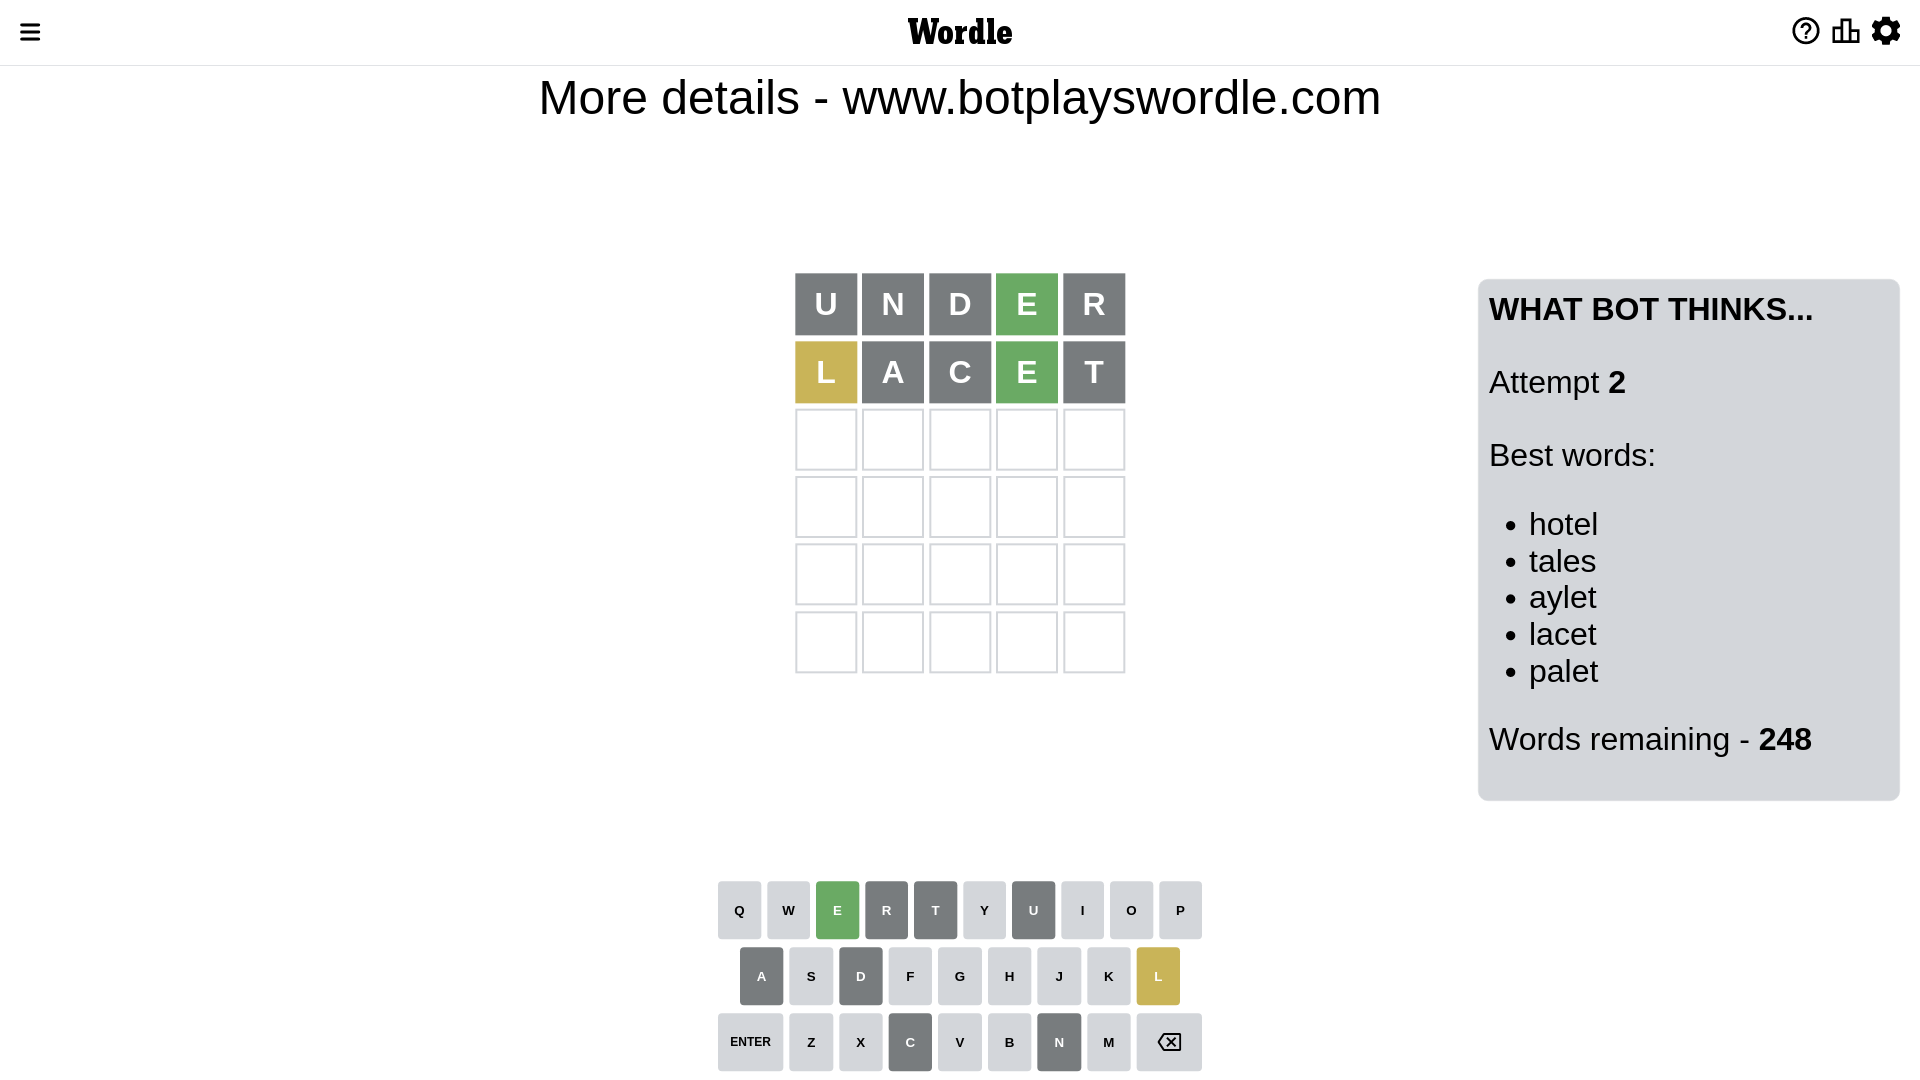 Wordle
More details - www.botplayswordle.com
U N D E R
L A C E T
WHAT BOT THINKS...
Attempt 2
Best words:
• hotel
• tales
• aylet
• lacet
• palet
Words remaining - 248
Q W E R T Y U I O P
A S D F G H J K L
ENTER Z X C V B N M